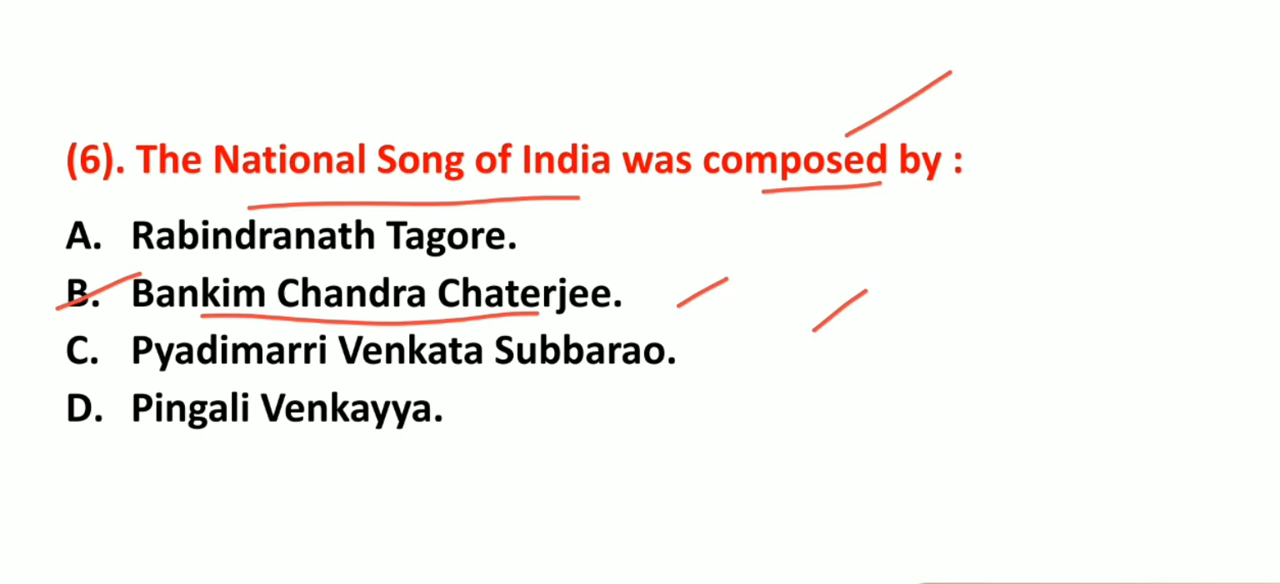 (6). The National Song of India was composed by :
A. Rabindranath Tagore.
B. Bankim Chandra Chaterjee.
C. Pyadimarri Venkata Subbarao.
D. Pingali Venkayya.